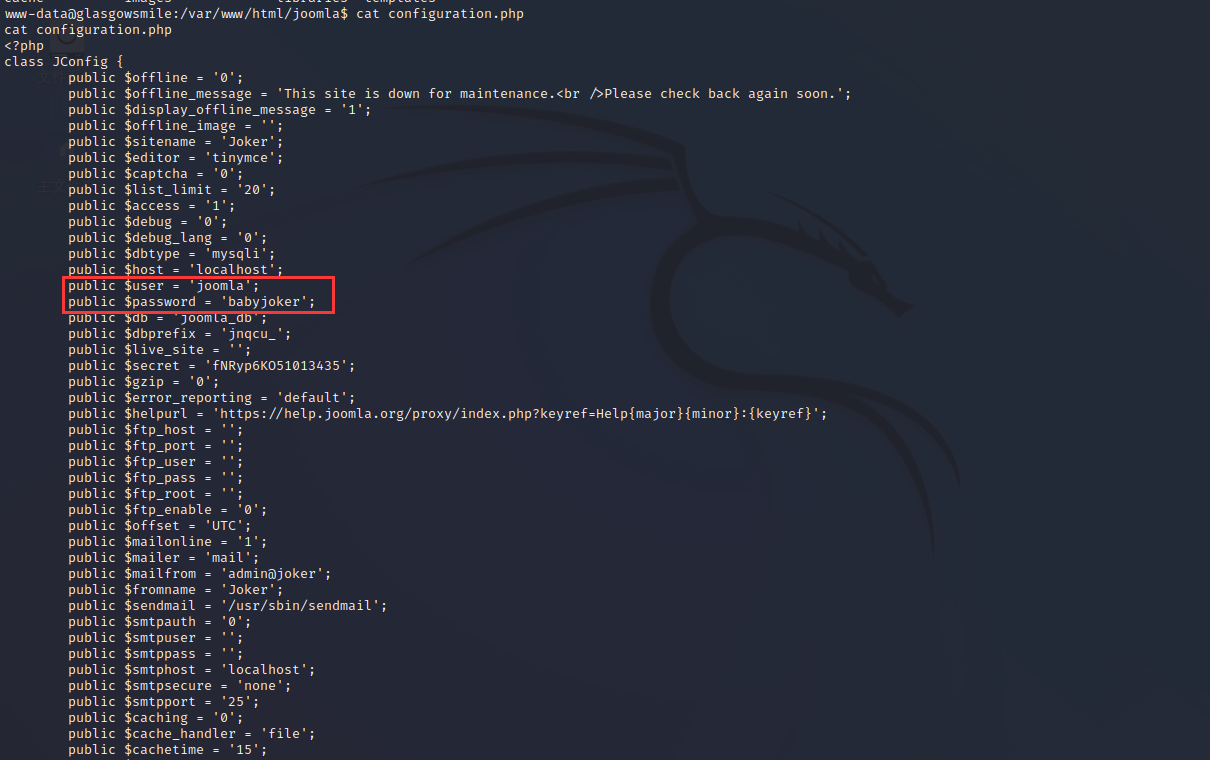 www-data@glasgowsmile:/var/www/html/joomla$ cat configuration.php
cat configuration.php
<?php
class JConfig {
public $offline = '0';
public $offline_message = 'This site is down for maintenance.<br />Please check back again soon.';
public $display_offline_message = '1';
public $offline_image = '';
public $sitename = 'Joker';
public $editor = 'tinymce';
public $captcha = '0';
public $list_limit = '20';
public $access = '1';
public $debug = '0';
public $debug_lang = '0';
public $dbtype = 'mysqli';
public $host = 'localhost';
public $user = 'joomla';
public $password = 'babyjoker';
public $db = 'joomla_db';
public $dbprefix = 'jnqcu_';
public $live_site = '';
public $secret = 'fNRyp6KO51013435';
public $gzip = '0';
public $error_reporting = 'default';
public $helpurl = 'https://help.joomla.org/proxy/index.php?keyref=Help{major}{minor}:{keyref}';
public $ftp_host = '';
public $ftp_port = '';
public $ftp_user = '';
public $ftp_pass = '';
public $ftp_root = '';
public $ftp_enable = '0';
public $offset = 'UTC';
public $mailonline = '1';
public $mailer = 'mail';
public $mailfrom = 'admin@joker';
public $fromname = 'Joker';
public $sendmail = '/usr/sbin/sendmail';
public $smtpauth = '0';
public $smtpuser = '';
public $smtppass = '';
public $smtphost = 'localhost';
public $smtpsecure = 'none';
public $smtpport = '25';
public $caching = '0';
public $cache_handler = 'file';
public $cachetime = '15';